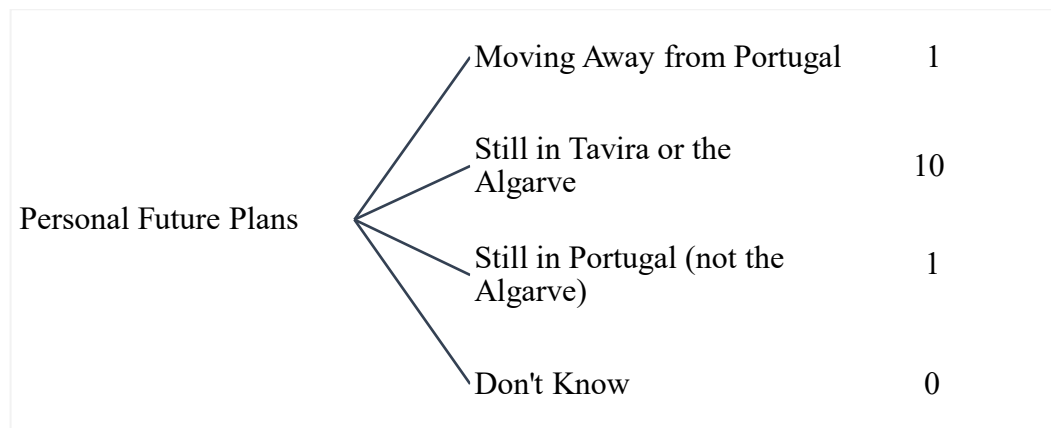 Moving Away from Portugal 1
Still in Tavira or the
Algarve
10
Personal Future Plans
Still in Portugal (not the
Algarve)
1
Don't Know 0